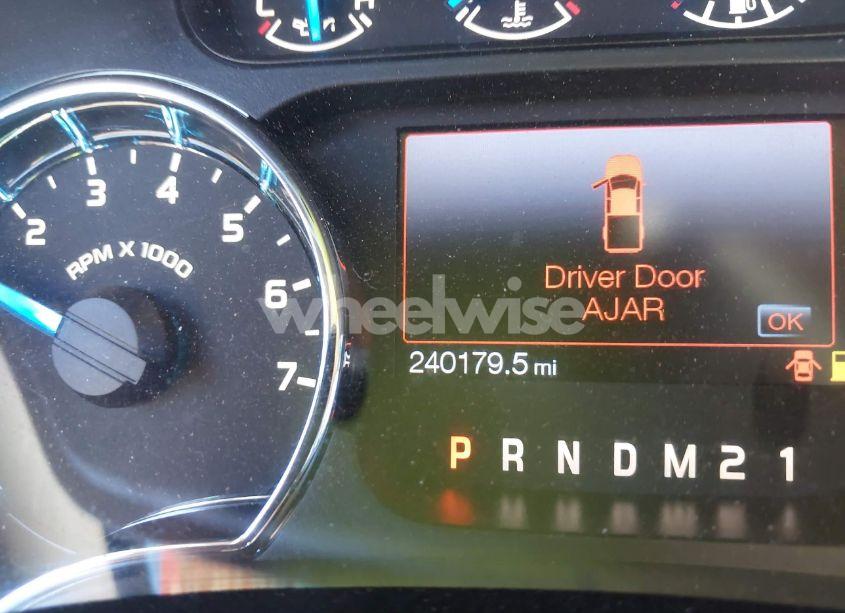 L H
2 3 4 5 6 7
RPM X 1000
Driver Door
AJAR
OK
wheelwise
240179.5 mi
P R N D M 2 1